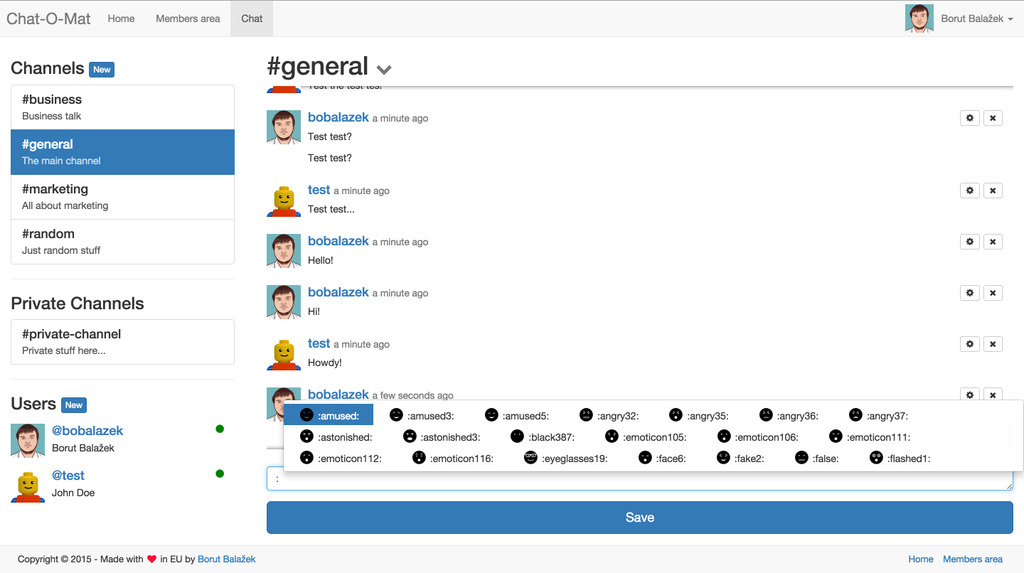 Chat-O-Mat Home Members area Chat Borut Balažek
Channels New
#business
Business talk
#general
The main channel
#marketing
All about marketing
#random
Just random stuff
Private Channels
#private-channel
Private stuff here...
Users New
@bobalazek
Borut Balažek
@test
John Doe
#general
Test the test test
bobalazek a minute ago
Test test?
Test test?
test a minute ago
Test test...
bobalazek a minute ago
Hello!
bobalazek a minute ago
Hi!
test a minute ago
Howdy!
bobalazek a few seconds ago
:amused: :amused3: :amused5: :angry32: :angry35: :angry36: :angry37:
:astonished: :astonished3: :black387: :emoticon105: :emoticon106: :emoticon111:
:emoticon112: :emoticon116: :eyeglasses19: :face6: :fake2: :false: :flashed1:
:
Save
Copyright © 2015 - Made with ❤ in EU by Borut Balažek Home Members area